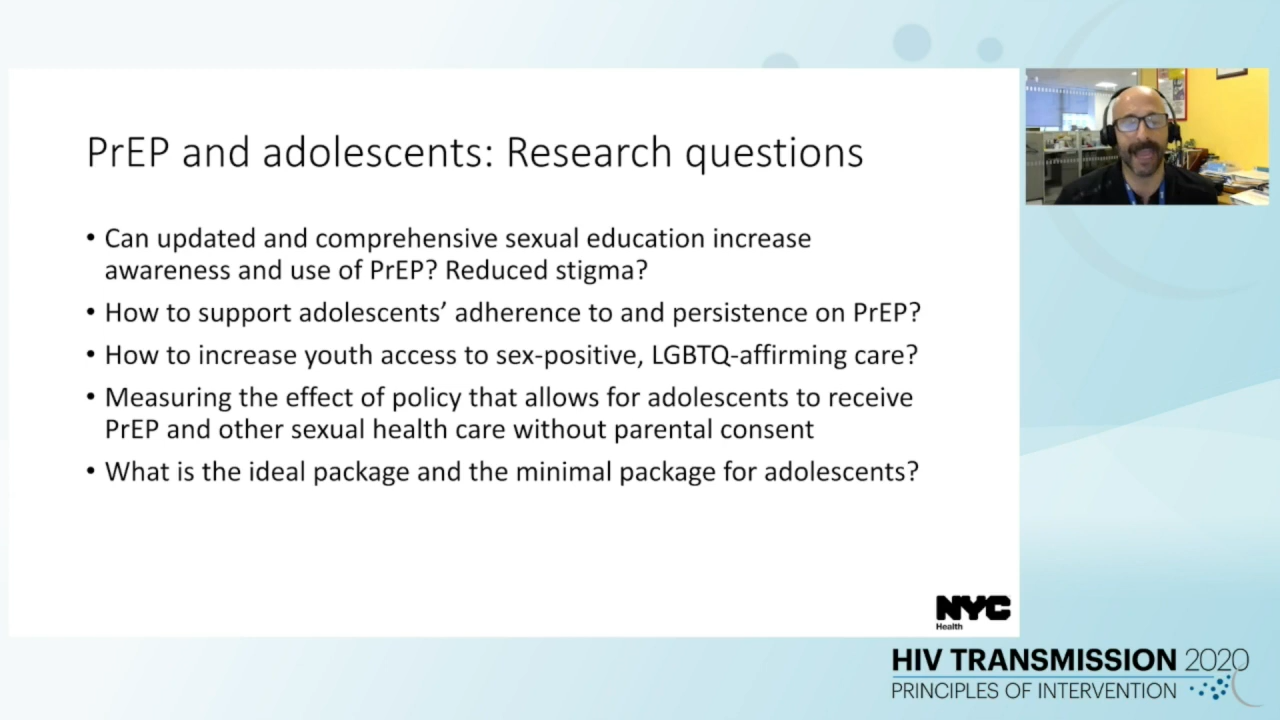 PrEP and adolescents: Research questions
• Can updated and comprehensive sexual education increase
awareness and use of PrEP? Reduced stigma?
• How to support adolescents’ adherence to and persistence on PrEP?
• How to increase youth access to sex-positive, LGBTQ-affirming care?
• Measuring the effect of policy that allows for adolescents to receive
PrEP and other sexual health care without parental consent
• What is the ideal package and the minimal package for adolescents?
NYC
Health
HIV TRANSMISSION 2020
PRINCIPLES OF INTERVENTION